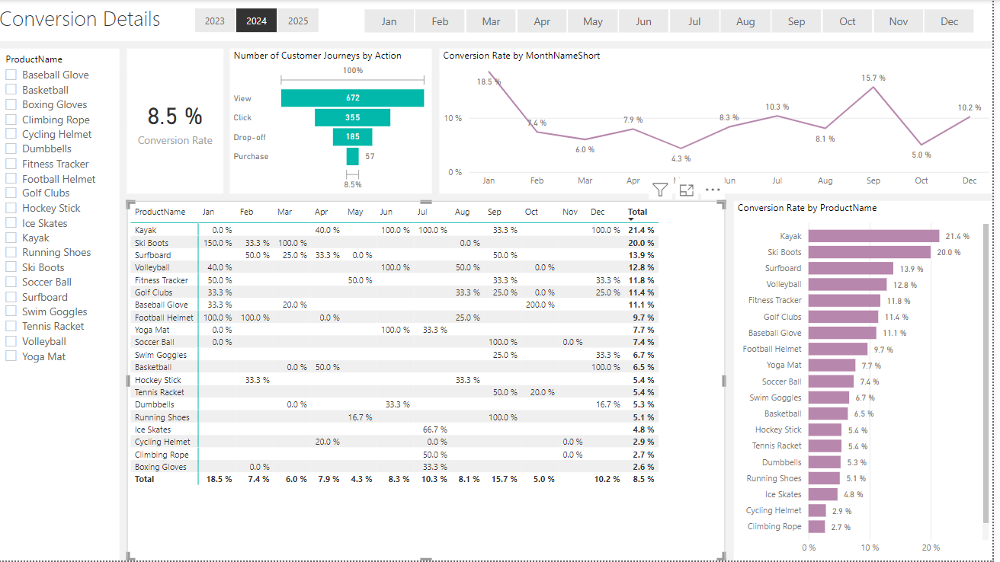 Conversion Details
2023 2024 2025
Jan Feb Mar Apr May Jun Jul Aug Sep Oct Nov Dec
ProductName
Baseball Glove
Basketball
Boxing Gloves
Climbing Rope
Cycling Helmet
Dumbbells
Fitness Tracker
Football Helmet
Golf Clubs
Hockey Stick
Ice Skates
Kayak
Running Shoes
Ski Boots
Soccer Ball
Surfboard
Swim Goggles
Tennis Racket
Volleyball
Yoga Mat
8.5 %
Conversion Rate
Number of Customer Journeys by Action
100%
View 672
Click 355
Drop-off 185
Purchase 57
8.5%
Conversion Rate by MonthNameShort
10 %
0 %
18.5 % 7.4 % 6.0 % 7.9 % 4.3 % 8.3 % 10.3 % 8.1 % 15.7 % 5.0 % 10.2 %
Jan Feb Mar Apr Jul Aug Sep Oct Dec
ProductName Jan Feb Mar Apr May Jun Jul Aug Sep Oct Nov Dec Total
Kayak 0.0 % 40.0 % 100.0 % 100.0 % 33.3 % 100.0 % 21.4 %
Ski Boots 150.0 % 33.3 % 100.0 % 0.0 % 20.0 %
Surfboard 50.0 % 25.0 % 33.3 % 0.0 % 50.0 % 13.9 %
Volleyball 40.0 % 100.0 % 50.0 % 0.0 % 12.8 %
Fitness Tracker 50.0 % 50.0 % 33.3 % 33.3 % 11.8 %
Golf Clubs 33.3 % 33.3 % 25.0 % 0.0 % 25.0 % 11.4 %
Baseball Glove 33.3 % 20.0 % 200.0 % 11.1 %
Football Helmet 100.0 % 100.0 % 0.0 % 25.0 % 9.7 %
Yoga Mat 0.0 % 100.0 % 33.3 % 7.7 %
Soccer Ball 0.0 % 100.0 % 0.0 % 7.4 %
Swim Goggles 25.0 % 33.3 % 6.7 %
Basketball 0.0 % 50.0 % 100.0 % 6.5 %
Hockey Stick 33.3 % 33.3 % 5.4 %
Tennis Racket 50.0 % 20.0 % 5.4 %
Dumbbells 0.0 % 33.3 % 16.7 % 5.3 %
Running Shoes 16.7 % 100.0 % 5.1 %
Ice Skates 66.7 % 4.8 %
Cycling Helmet 20.0 % 0.0 % 0.0 % 2.9 %
Climbing Rope 50.0 % 0.0 % 2.7 %
Boxing Gloves 0.0 % 33.3 % 2.6 %
Total 18.5 % 7.4 % 6.0 % 7.9 % 4.3 % 8.3 % 10.3 % 8.1 % 15.7 % 5.0 % 10.2 % 8.5 %
Conversion Rate by ProductName
Kayak 21.4 %
Ski Boots 20.0 %
Surfboard 13.9 %
Volleyball 12.8 %
Fitness Tracker 11.8 %
Golf Clubs 11.4 %
Baseball Glove 11.1 %
Football Helmet 9.7 %
Yoga Mat 7.7 %
Soccer Ball 7.4 %
Swim Goggles 6.7 %
Basketball 6.5 %
Hockey Stick 5.4 %
Tennis Racket 5.4 %
Dumbbells 5.3 %
Running Shoes 5.1 %
Ice Skates 4.8 %
Cycling Helmet 2.9 %
Climbing Rope 2.7 %
0 % 10 % 20 %